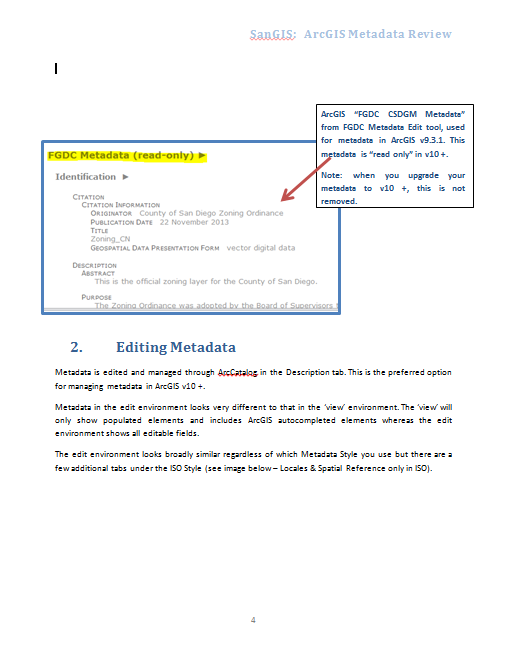 SanGIS: ArcGIS Metadata Review
ArcGIS “FGDC CSDGM Metadata”
from FGDC Metadata Edit tool, used
for metadata in ArcGIS v9.3.1. This
metadata is “read only” in v10 +.
Note: when you upgrade your
metadata to v10 +, this is not
removed.
FGDC Metadata (read-only) ►
Identification ►
CITATION
CITATION INFORMATION
ORIGINATOR County of San Diego Zoning Ordinance
PUBLICATION DATE 22 November 2013
TITLE
Zoning_CN
GEOSPATIAL DATA PRESENTATION FORM vector digital data
DESCRIPTION
ABSTRACT
This is the official zoning layer for the County of San Diego.
PURPOSE
The Zoning Ordinance was adopted by the Board of Supervisors
2. Editing Metadata
Metadata is edited and managed through ArcCatalog in the Description tab. This is the preferred option
for managing metadata in ArcGIS v10 +.
Metadata in the edit environment looks very different to that in the ‘view’ environment. The ‘view’ will
only show populated elements and includes ArcGIS autocompleted elements whereas the edit
environment shows all editable fields.
The edit environment looks broadly similar regardless of which Metadata Style you use but there are a
few additional tabs under the ISO Style (see image below – Locales & Spatial Reference only in ISO).
4